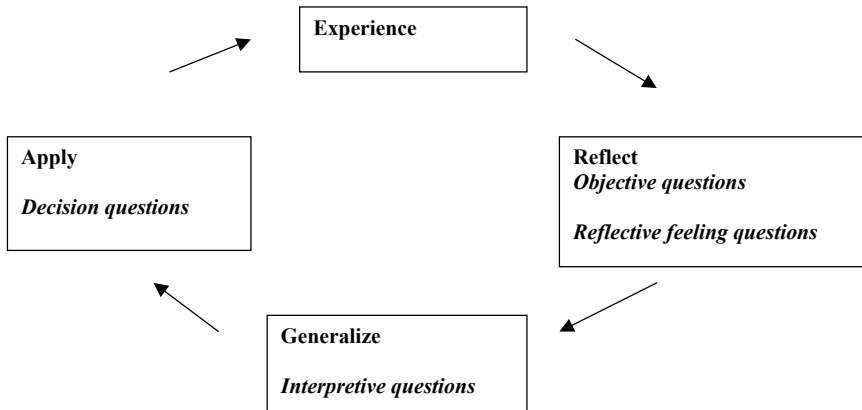 Experience
Apply
Decision questions
Reflect
Objective questions
Reflective feeling questions
Generalize
Interpretive questions